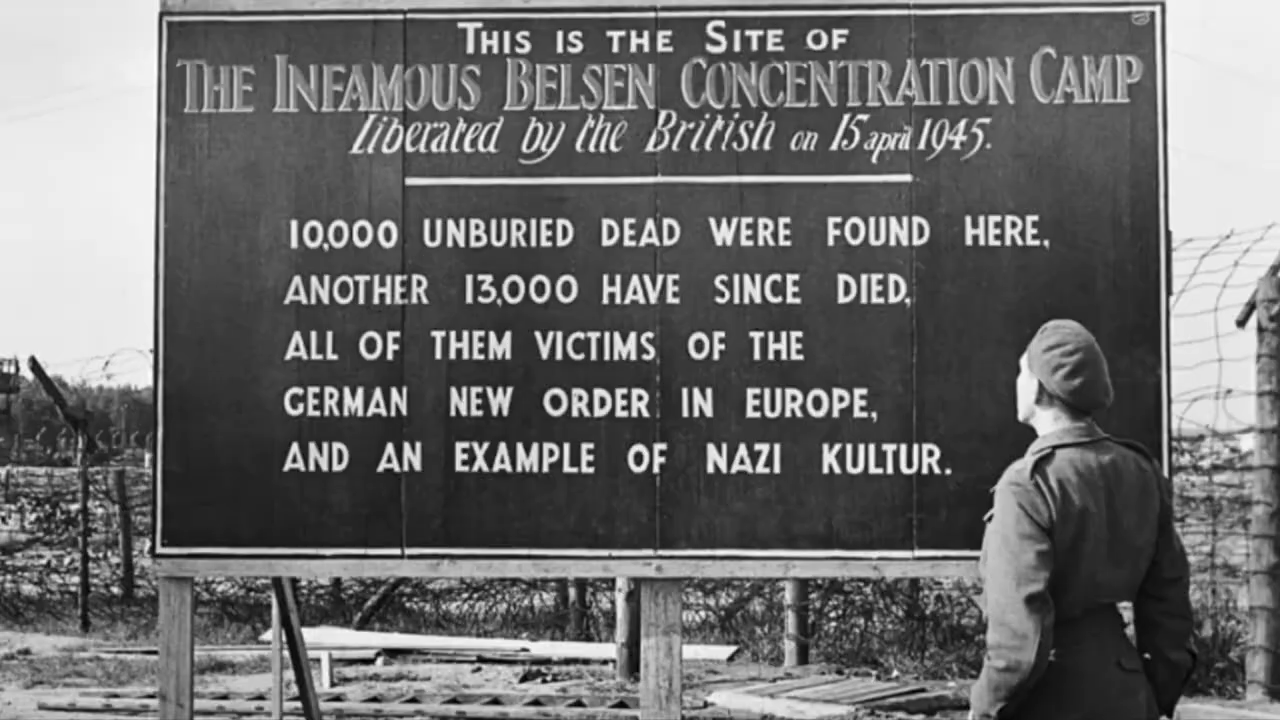 THIS IS THE SITE OF
THE INFAMOUS BELSEN CONCENTRATION CAMP
liberated by the British on 15 april 1945.
10,000 UNBURIED DEAD WERE FOUND HERE,
ANOTHER 13,000 HAVE SINCE DIED,
ALL OF THEM VICTIMS OF THE
GERMAN NEW ORDER IN EUROPE,
AND AN EXAMPLE OF NAZI KULTUR.